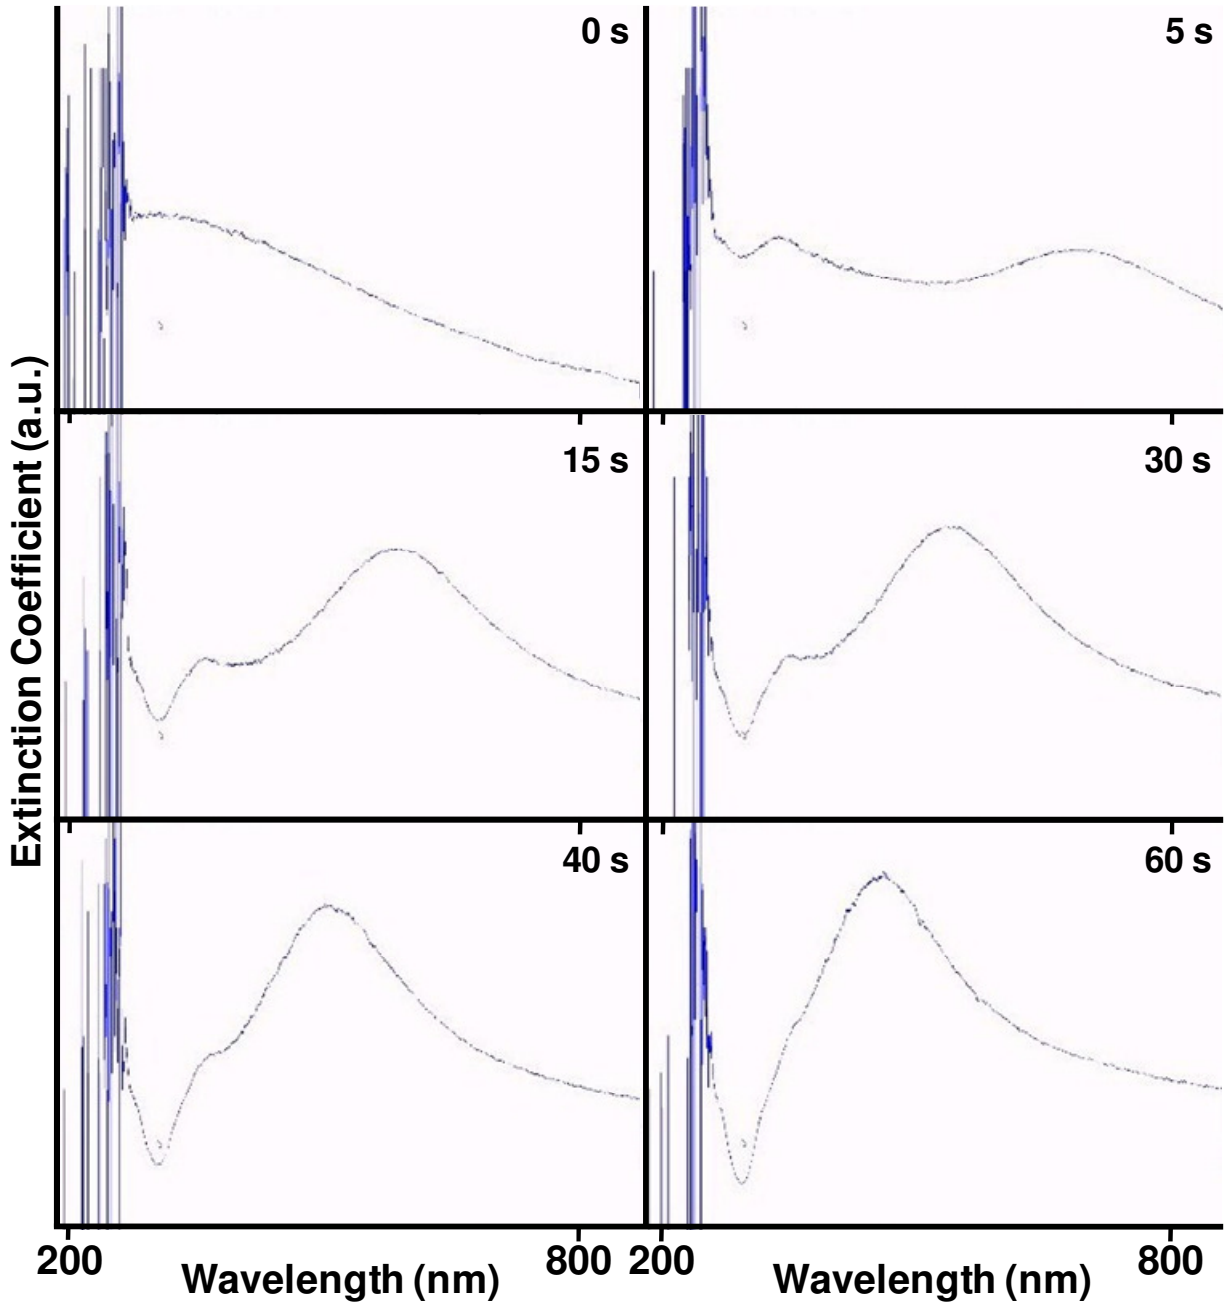 0 s
5 s
15 s
30 s
40 s
60 s
Extinction Coefficient (a.u.)
200
800
200
800
Wavelength (nm)
Wavelength (nm)